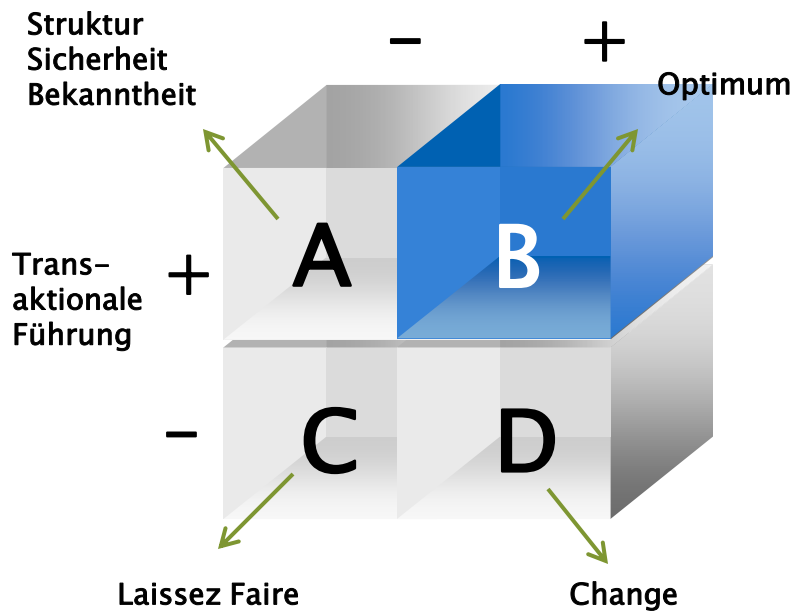 Struktur
Sicherheit
Bekanntheit
− +
Optimum
A B
Trans-
aktionale
Führung
+
−
C D
Laissez Faire
Change